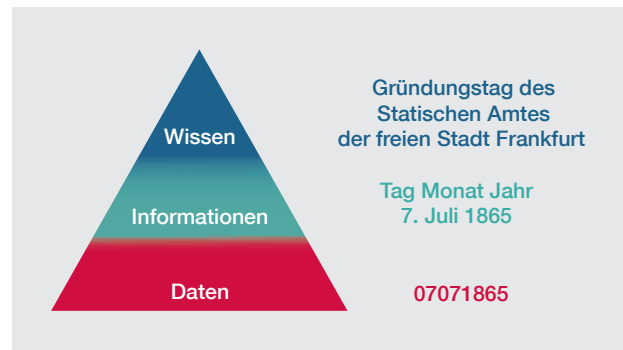 Wissen
Gründungstag des
Statischen Amtes
der freien Stadt Frankfurt
Informationen
Tag Monat Jahr
7. Juli 1865
Daten
07071865